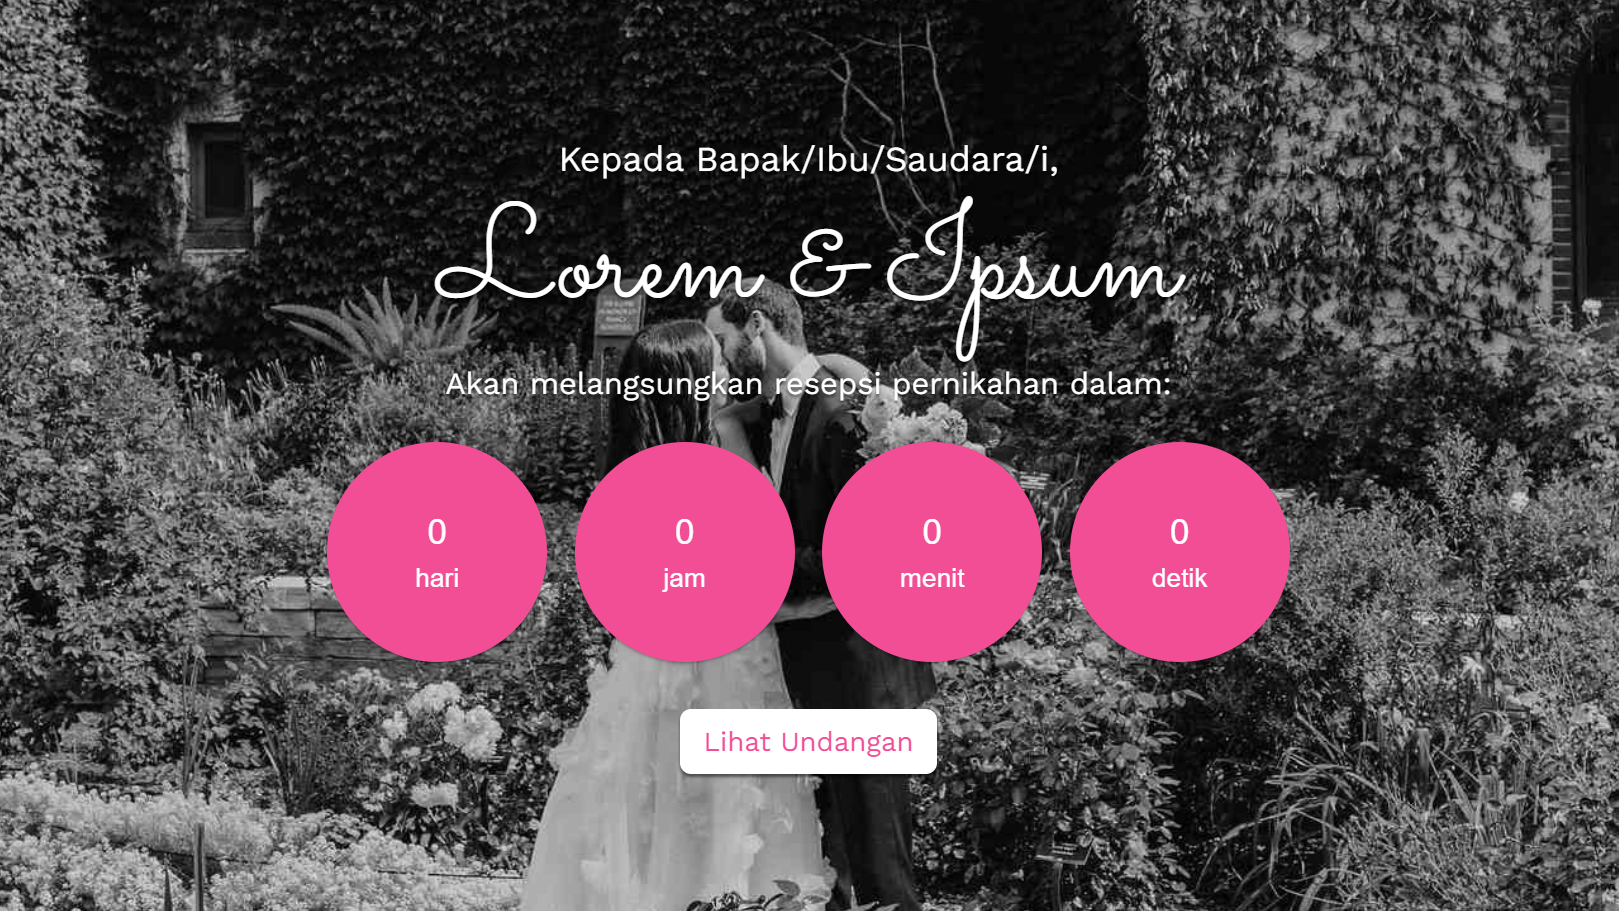 Kepada Bapak/Ibu/Saudara/i,
Lorem & Ipsum
Akan melangsungkan resepsi pernikahan dalam:
0
hari
0
jam
0
menit
0
detik
Lihat Undangan